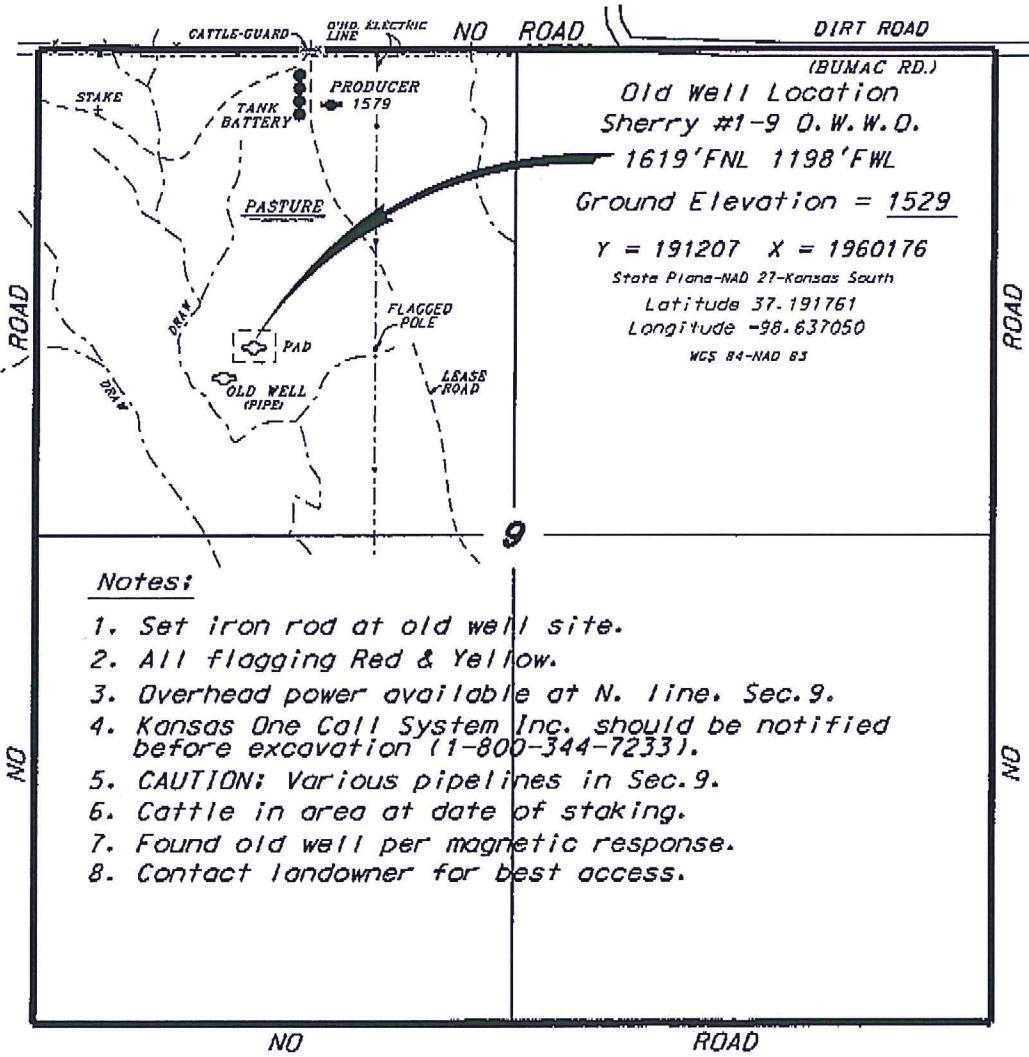 CATTLE-GUARD
O'HD. ELECTRIC
LINE
NO ROAD
DIRT ROAD
(BUMAC RD.)
STAKE
TANK
BATTERY
PRODUCER
1579
Old Well Location
Sherry #1-9 O.W.W.O.
1619'FNL 1198'FWL
Ground Elevation = 1529
Y = 191207 X = 1960176
State Plane-NAD 27-Kansas South
Latitude 37.191761
Longitude -98.637050
WGS 84-NAD 83
PASTURE
DRAW
FLAGGED
POLE
PAD
OLD WELL
(PIPE)
LEASE
ROAD
DRAW
ROAD
ROAD
9
Notes:
1. Set iron rod at old well site.
2. All flagging Red & Yellow.
3. Overhead power available at N. line. Sec.9.
4. Kansas One Call System Inc. should be notified
before excavation (1-800-344-7233).
5. CAUTION: Various pipelines in Sec.9.
6. Cattle in area at date of staking.
7. Found old well per magnetic response.
8. Contact landowner for best access.
NO
NO
NO ROAD